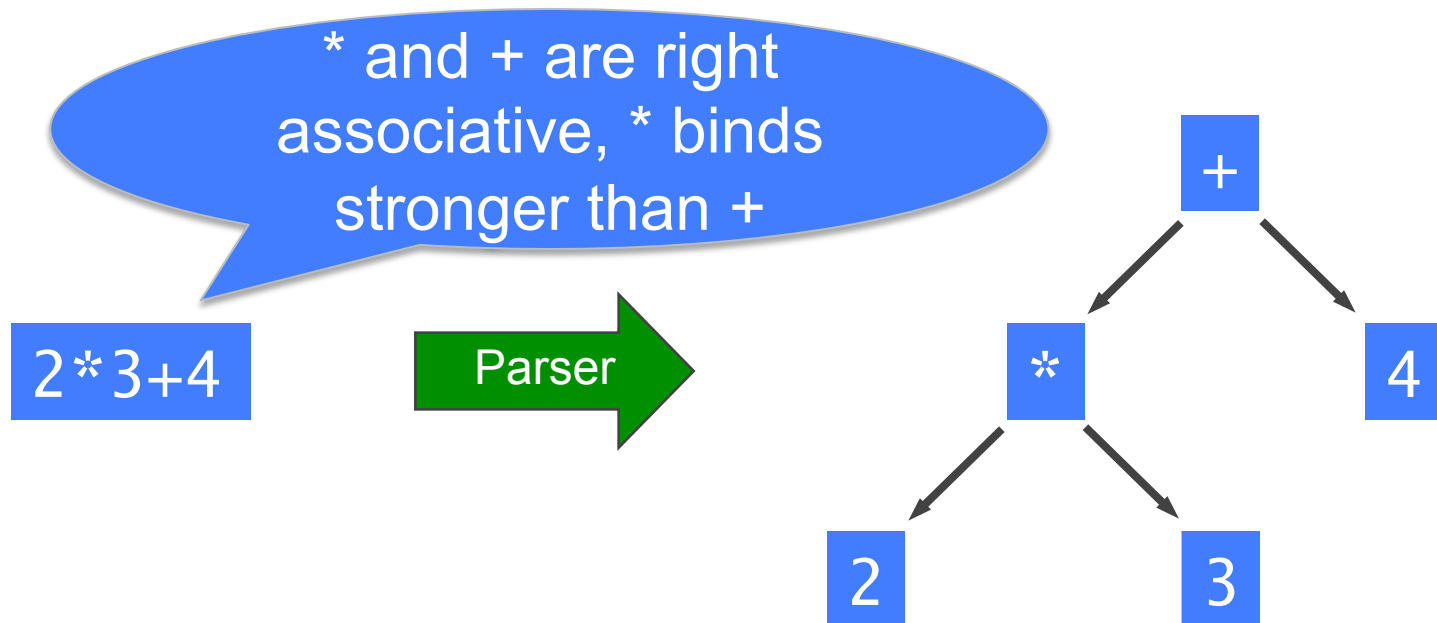 * and + are right
associative, * binds
stronger than +
+
2*3+4
Parser
*
4
2
3